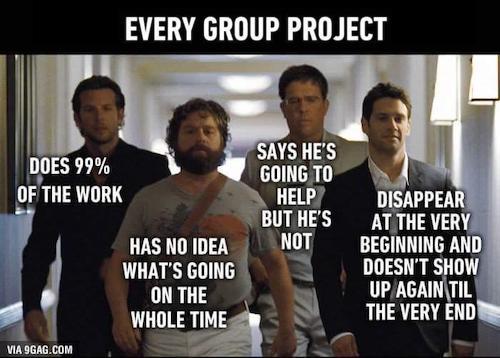 EVERY GROUP PROJECT
DOES 99%
OF THE WORK
HAS NO IDEA
WHAT'S GOING
ON THE
WHOLE TIME
SAYS HE'S
GOING TO
HELP
BUT HE'S
NOT
DISAPPEAR
AT THE VERY
BEGINNING AND
DOESN'T SHOW
UP AGAIN TIL
THE VERY END
VIA 9GAG.COM